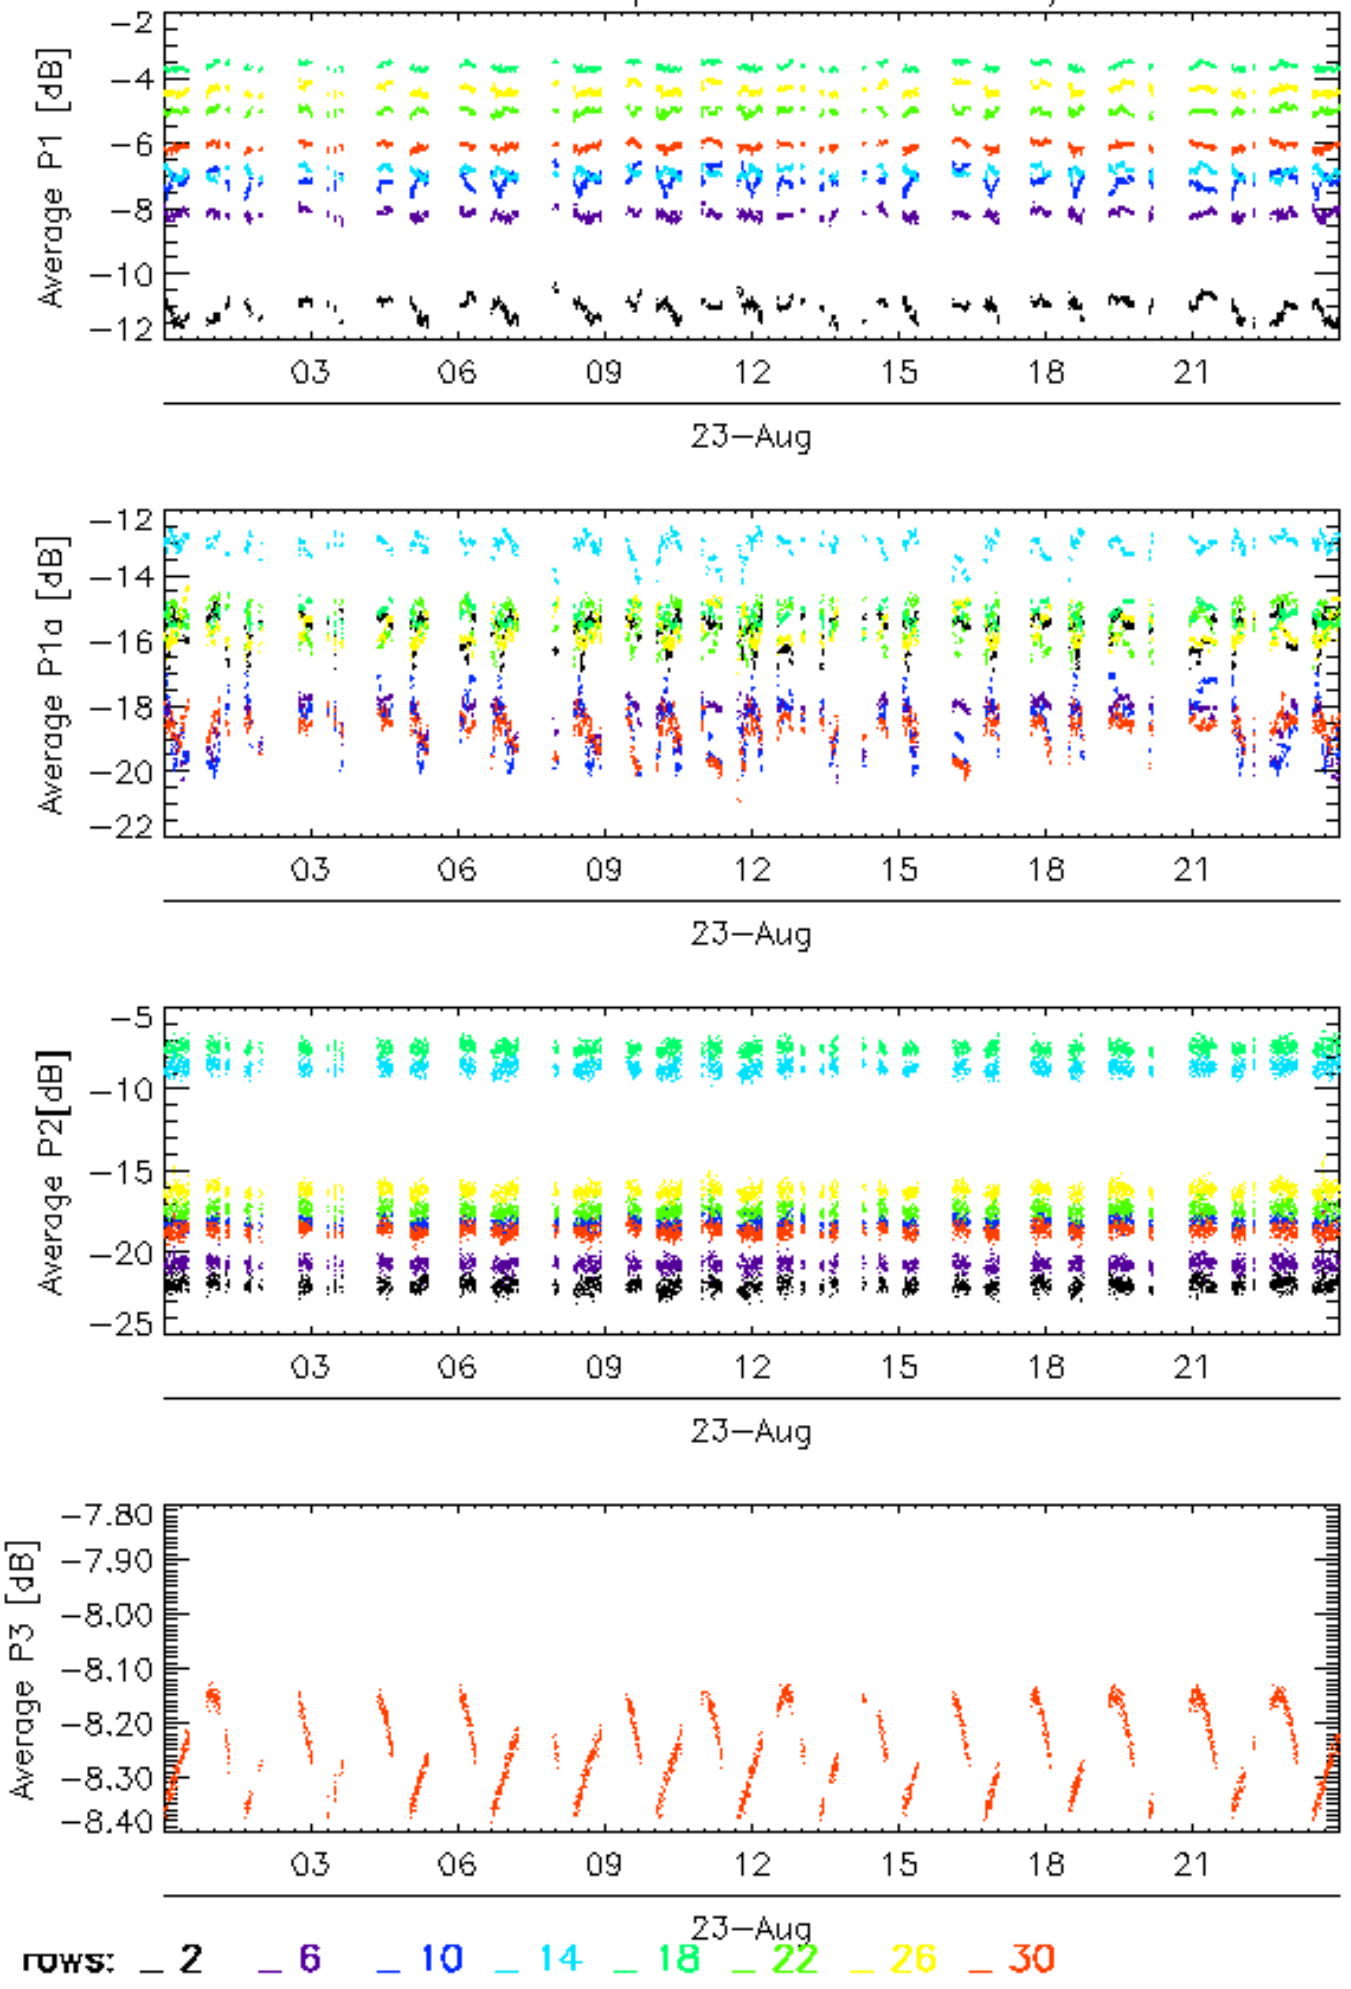 -2
-4
-6
-8
-10
-12
Average P1 [dB]
03 06 09 12 15 18 21
23-Aug
-12
-14
-16
-18
-20
-22
Average P1a [dB]
03 06 09 12 15 18 21
23-Aug
-5
-10
-15
-20
-25
Average P2[dB]
03 06 09 12 15 18 21
23-Aug
-7.80
-7.90
-8.00
-8.10
-8.20
-8.30
-8.40
Average P3 [dB]
03 06 09 12 15 18 21
23-Aug
rows: _ 2 _ 6 _ 10 _ 14 _ 18 _ 22 _ 26 _ 30